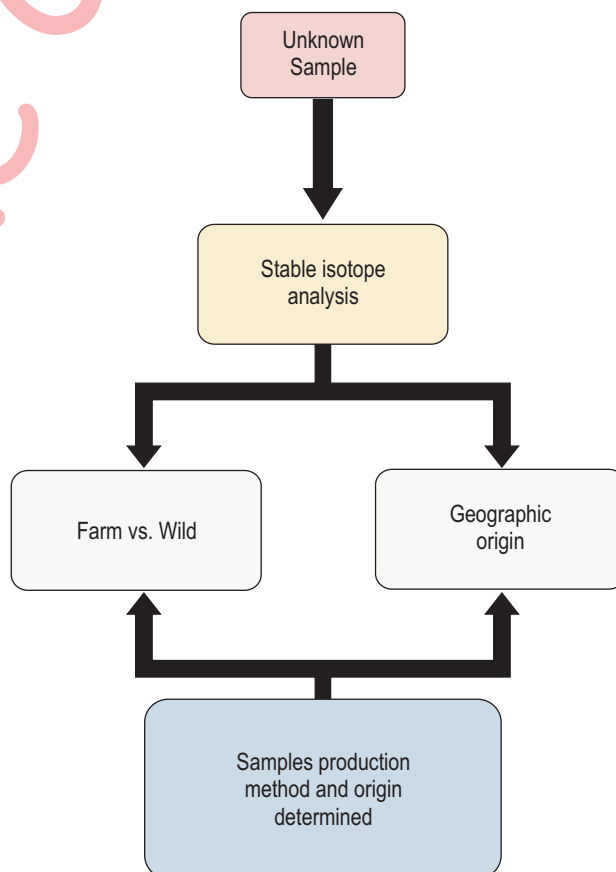 Unknown
Sample
Stable isotope
analysis
Farm vs. Wild
Geographic
origin
Samples production
method and origin
determined